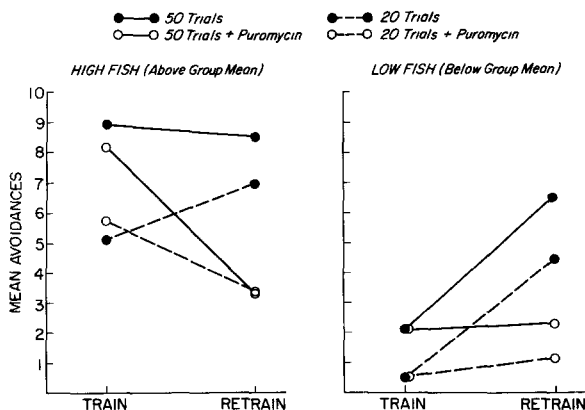 50 Trials
20 Trials
50 Trials + Puromycin
20 Trials + Puromycin
HIGH FISH (Above Group Mean)
LOW FISH (Below Group Mean)
MEAN AVOIDANCES
10
9
8
7
6
5
4
3
2
1
TRAIN
RETRAIN
TRAIN
RETRAIN